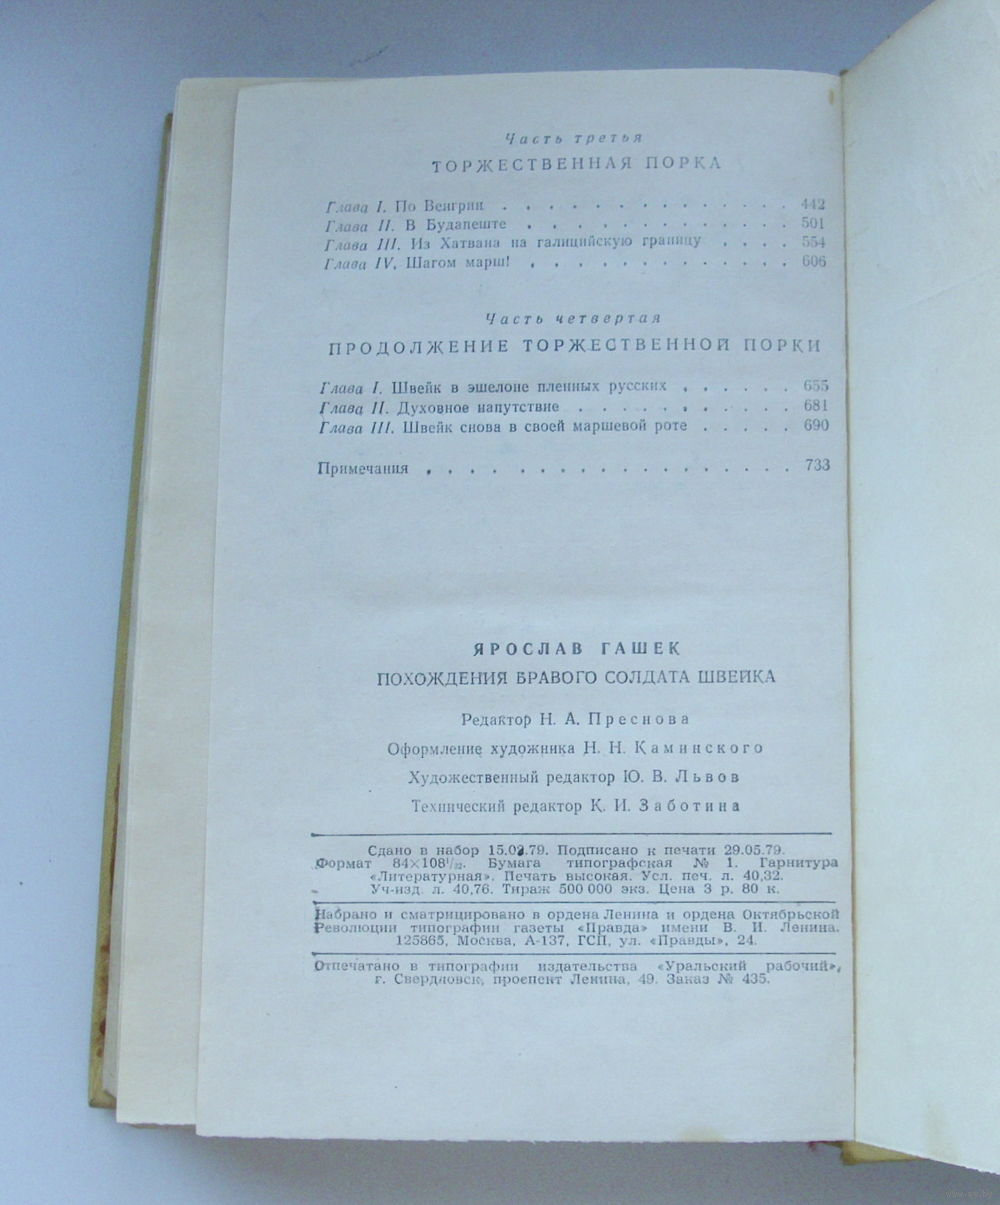 Часть третья
ТОРЖЕСТВЕННАЯ ПОРКА
Глава I. По Венгрии . . . . . . . . . . . . . . 442
Глава II. В Будапеште . . . . . . . . . . . . . 501
Глава III. Из Хатвана на галицийскую границу . . . . 554
Глава IV. Шагом марш! . . . . . . . . . . . . . 606
Часть четвертая
ПРОДОЛЖЕНИЕ ТОРЖЕСТВЕННОЙ ПОРКИ
Глава I. Швейк в эшелоне пленных русских . . . . . . 655
Глава II. Духовное напутствие . . . . . . . . . . . 681
Глава III. Швейк снова в своей маршевой роте . . . . . 690
Примечания . . . . . . . . . . . . . . . . . . 733
ЯРОСЛАВ ГАШЕК
ПОХОЖДЕНИЯ БРАВОГО СОЛДАТА ШВЕЙКА
Редактор Н. А. Преснова
Оформление художника Н. Н. Каминского
Художественный редактор Ю. В. Львов
Технический редактор К. И. Заботина
Сдано в набор Подписано к печати 29.05.79.
Формат 84×108¹/₃₂. Бумага типографская № 1. Гарнитура
«Литературная». Печать высокая. Усл. печ. л. 40,32.
Уч-изд. л. 40,76. Тираж 500 000 экз. Цена 3 р. 80 к.
Набрано и сматрицировано в ордена Ленина и ордена Октябрьской
Революции типографии газеты «Правда» имени В. И. Ленина.
125865, Москва, А-137, ГСП, ул. «Правды», 24.
Отпечатано в типографии издательства «Уральский рабочий»,
г. Свердловск, проспект Ленина, 49. Заказ № 435.